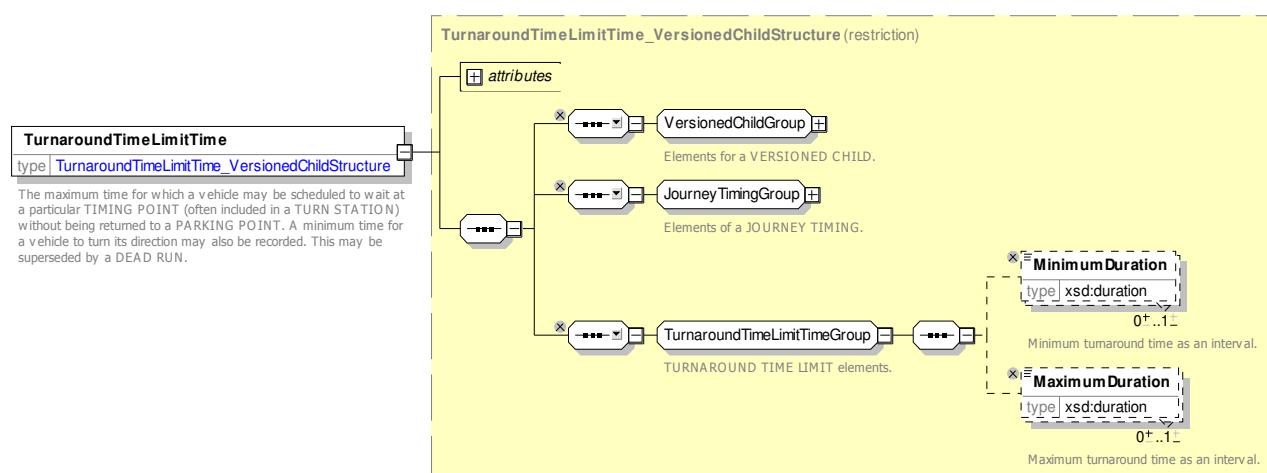 TurnaroundTimeLimitTime_VersionedChildStructure (restriction)
attributes
VersionedChildGroup
Elements for a VERSIONED CHILD.
TurnaroundTimeLimitTime
type TurnaroundTimeLimitTime_VersionedChildStructure
The maximum time for which a vehicle may be scheduled to wait at
a particular TIMING POINT (often included in a TURN STATION)
without being returned to a PARKING POINT. A minimum time for
a vehicle to turn its direction may also be recorded. This may be
superseded by a DEAD RUN.
JourneyTimingGroup
Elements of a JOURNEY TIMING.
MinimumDuration
type xsd:duration
0..1
Minimum turnaround time as an interval.
TurnaroundTimeLimitTimeGroup
TURNAROUND TIME LIMIT elements.
MaximumDuration
type xsd:duration
0..1
Maximum turnaround time as an interval.